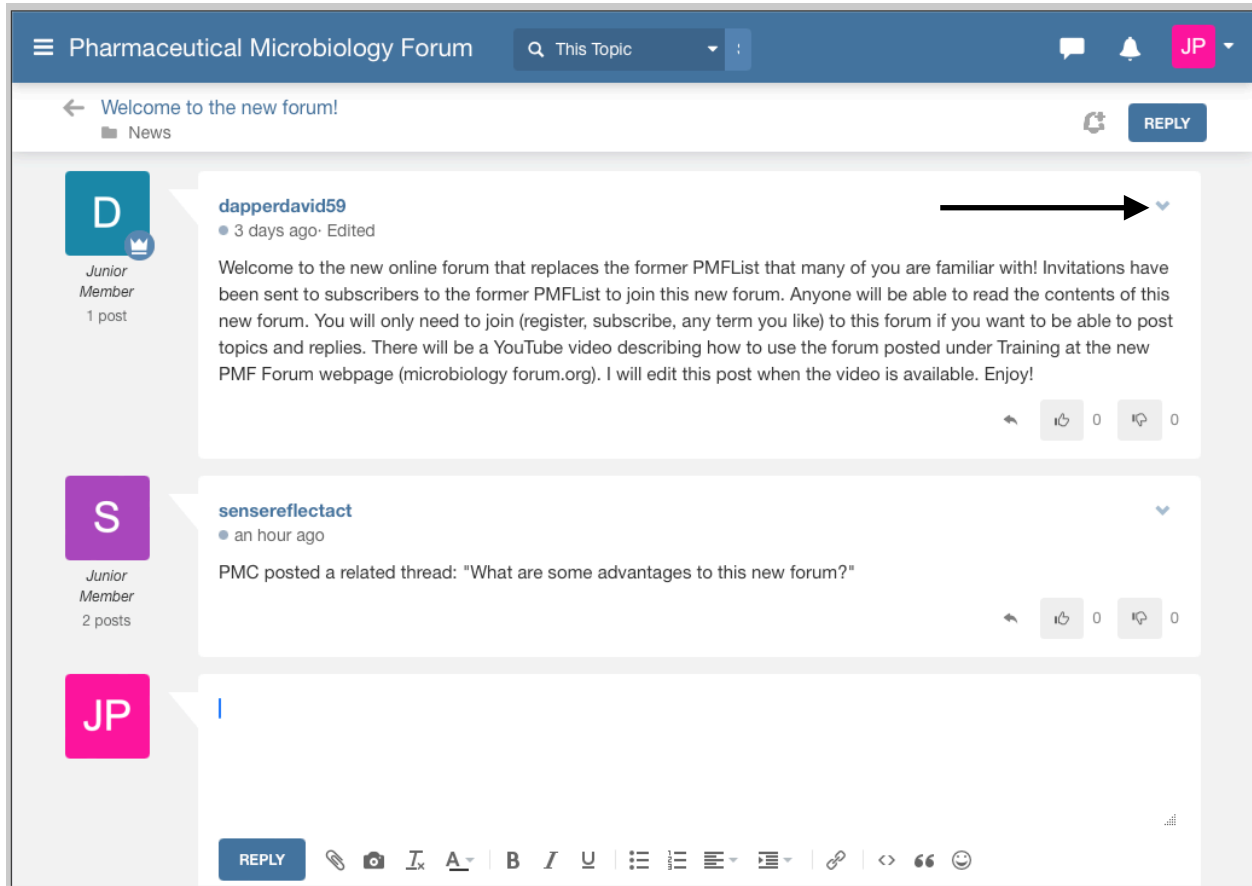 Pharmaceutical Microbiology Forum
This Topic
JP
Welcome to the new forum!
News
REPLY
D
Junior
Member
1 post
dapperdavid59
3 days ago· Edited
Welcome to the new online forum that replaces the former PMFList that many of you are familiar with! Invitations have
been sent to subscribers to the former PMFList to join this new forum. Anyone will be able to read the contents of this
new forum. You will only need to join (register, subscribe, any term you like) to this forum if you want to be able to post
topics and replies. There will be a YouTube video describing how to use the forum posted under Training at the new
PMF Forum webpage (microbiology forum.org). I will edit this post when the video is available. Enjoy!
0 0
S
Junior
Member
2 posts
sensereflectact
an hour ago
PMC posted a related thread: "What are some advantages to this new forum?"
0 0
JP
REPLY